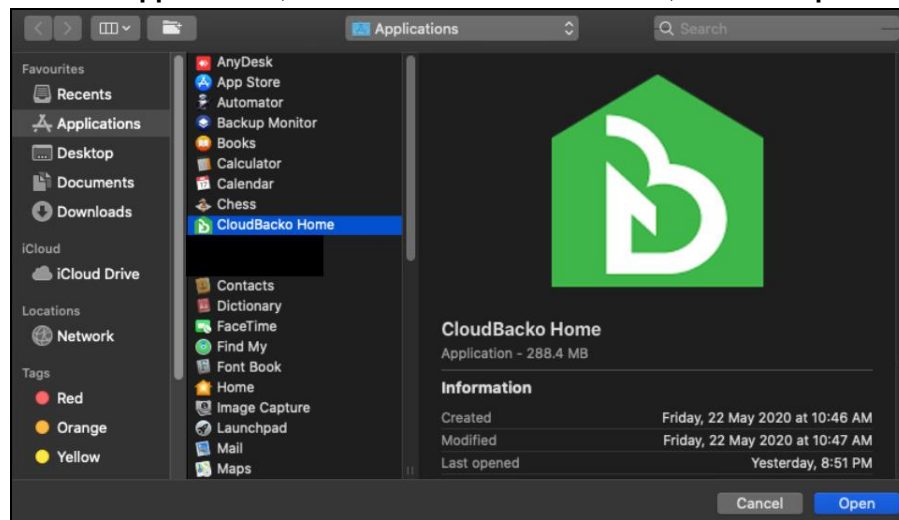 Applications
Search
Favourites
Recents
Applications
Desktop
Documents
Downloads
iCloud
iCloud Drive
Locations
Network
Tags
Red
Orange
Yellow
AnyDesk
App Store
Automator
Backup Monitor
Books
Calculator
Calendar
Chess
CloudBacko Home
Contacts
Dictionary
FaceTime
Find My
Font Book
Home
Image Capture
Launchpad
Mail
Maps
CloudBacko Home
Application - 288.4 MB
Information
Created Friday, 22 May 2020 at 10:46 AM
Modified Friday, 22 May 2020 at 10:47 AM
Last opened Yesterday, 8:51 PM
Cancel Open